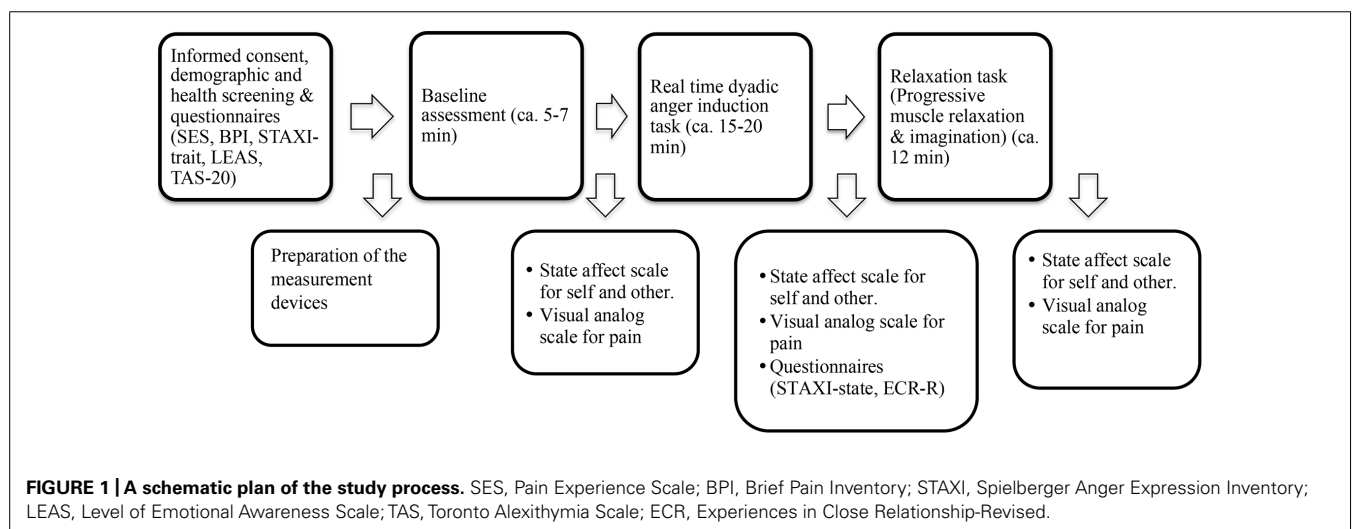 Informed consent,
demographic and
health screening &
questionnaires
(SES, BPI, STAXI-
trait, LEAS,
TAS-20)
Baseline
assessment (ca. 5-7
min)
Real time dyadic
anger induction
task (ca. 15-20
min)
Relaxation task
(Progressive
muscle relaxation
& imagination) (ca.
12 min)
Preparation of the
measurement
devices
• State affect scale
for self and other.
• Visual analog
scale for pain
• State affect scale
for self and other.
• Visual analog scale for
pain
• Questionnaires
(STAXI-state, ECR-R)
• State affect scale
for self and other.
• Visual analog
scale for pain
FIGURE 1 | A schematic plan of the study process. SES, Pain Experience Scale; BPI, Brief Pain Inventory; STAXI, Spielberger Anger Expression Inventory;
LEAS, Level of Emotional Awareness Scale; TAS, Toronto Alexithymia Scale; ECR, Experiences in Close Relationship-Revised.